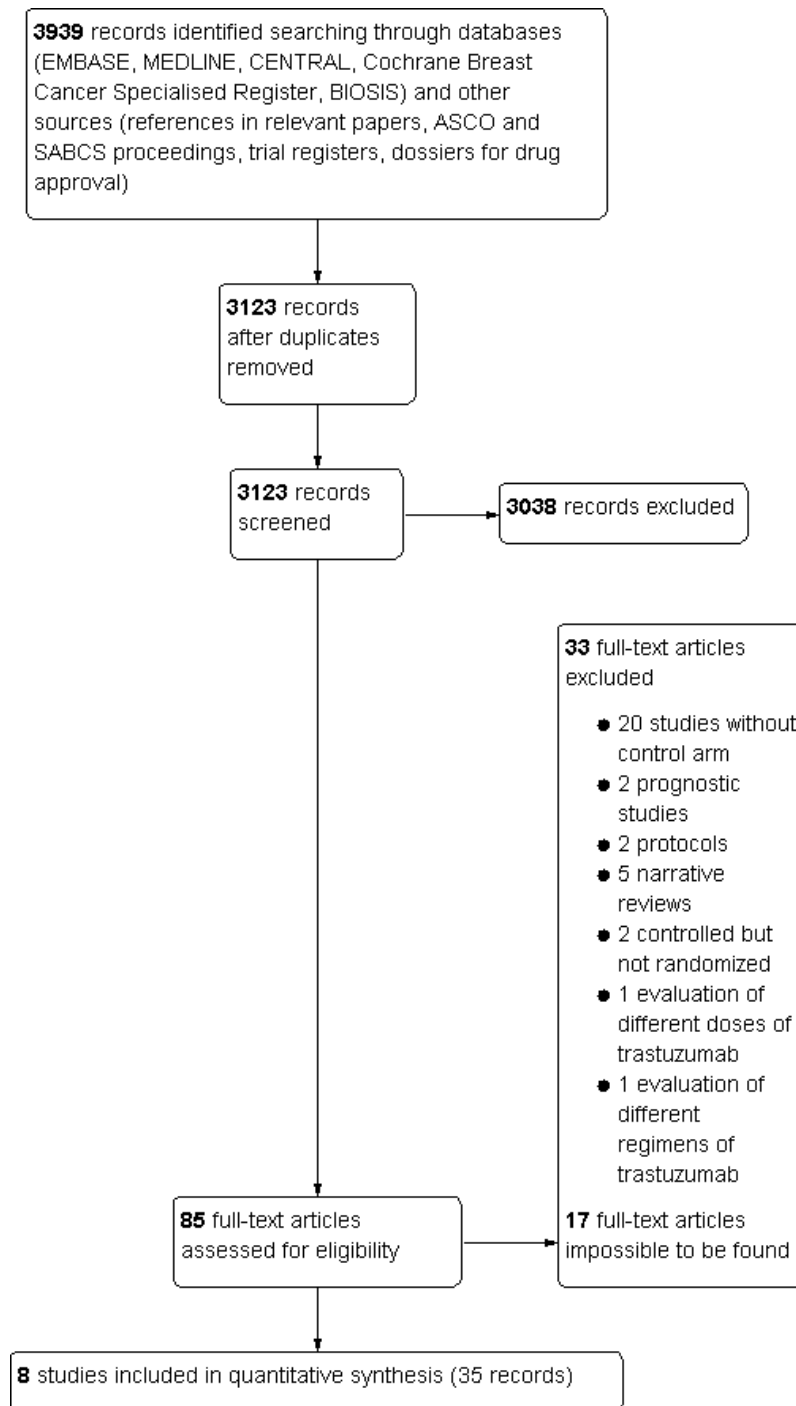 3939 records identified searching through databases
(EMBASE, MEDLINE, CENTRAL, Cochrane Breast
Cancer Specialised Register, BIOSIS) and other
sources (references in relevant papers, ASCO and
SABCS proceedings, trial registers, dossiers for drug
approval)
3123 records
after duplicates
removed
3123 records
screened
3038 records excluded
33 full-text articles
excluded
● 20 studies without
control arm
● 2 prognostic
studies
● 2 protocols
● 5 narrative
reviews
● 2 controlled but
not randomized
● 1 evaluation of
different doses of
trastuzumab
● 1 evaluation of
different
regimens of
trastuzumab
17 full-text articles
impossible to be found
85 full-text articles
assessed for eligibility
8 studies included in quantitative synthesis (35 records)